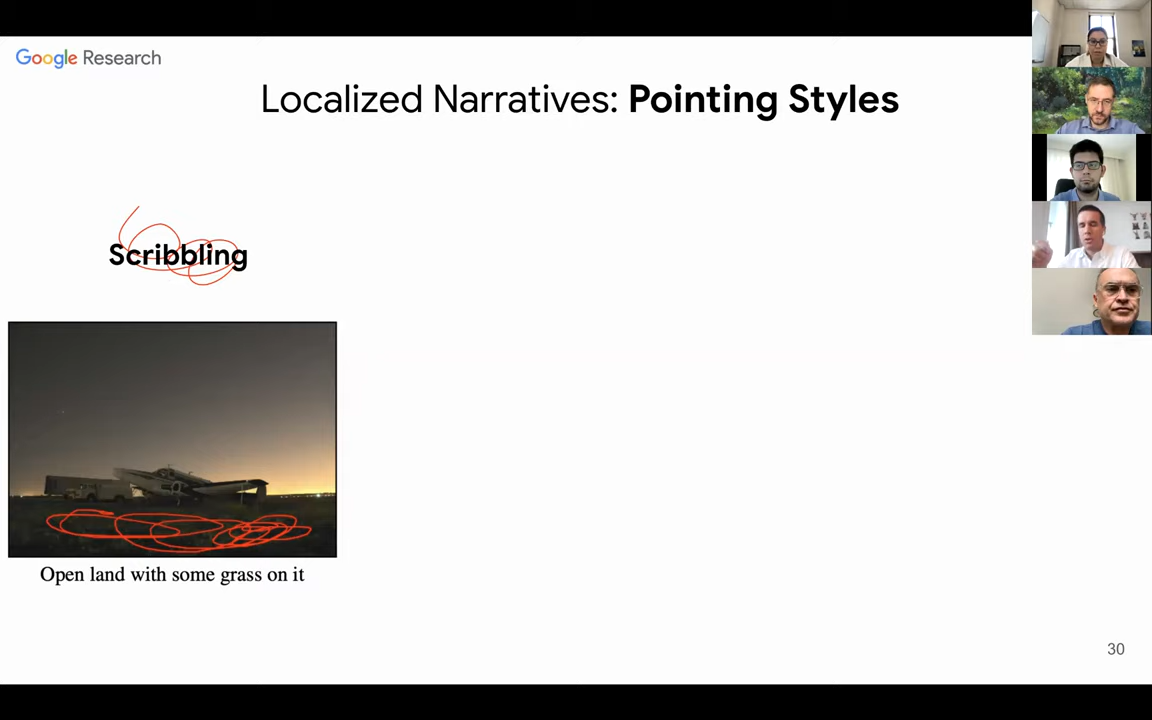 Google Research
Localized Narratives: Pointing Styles
Scribbling
Open land with some grass on it
30